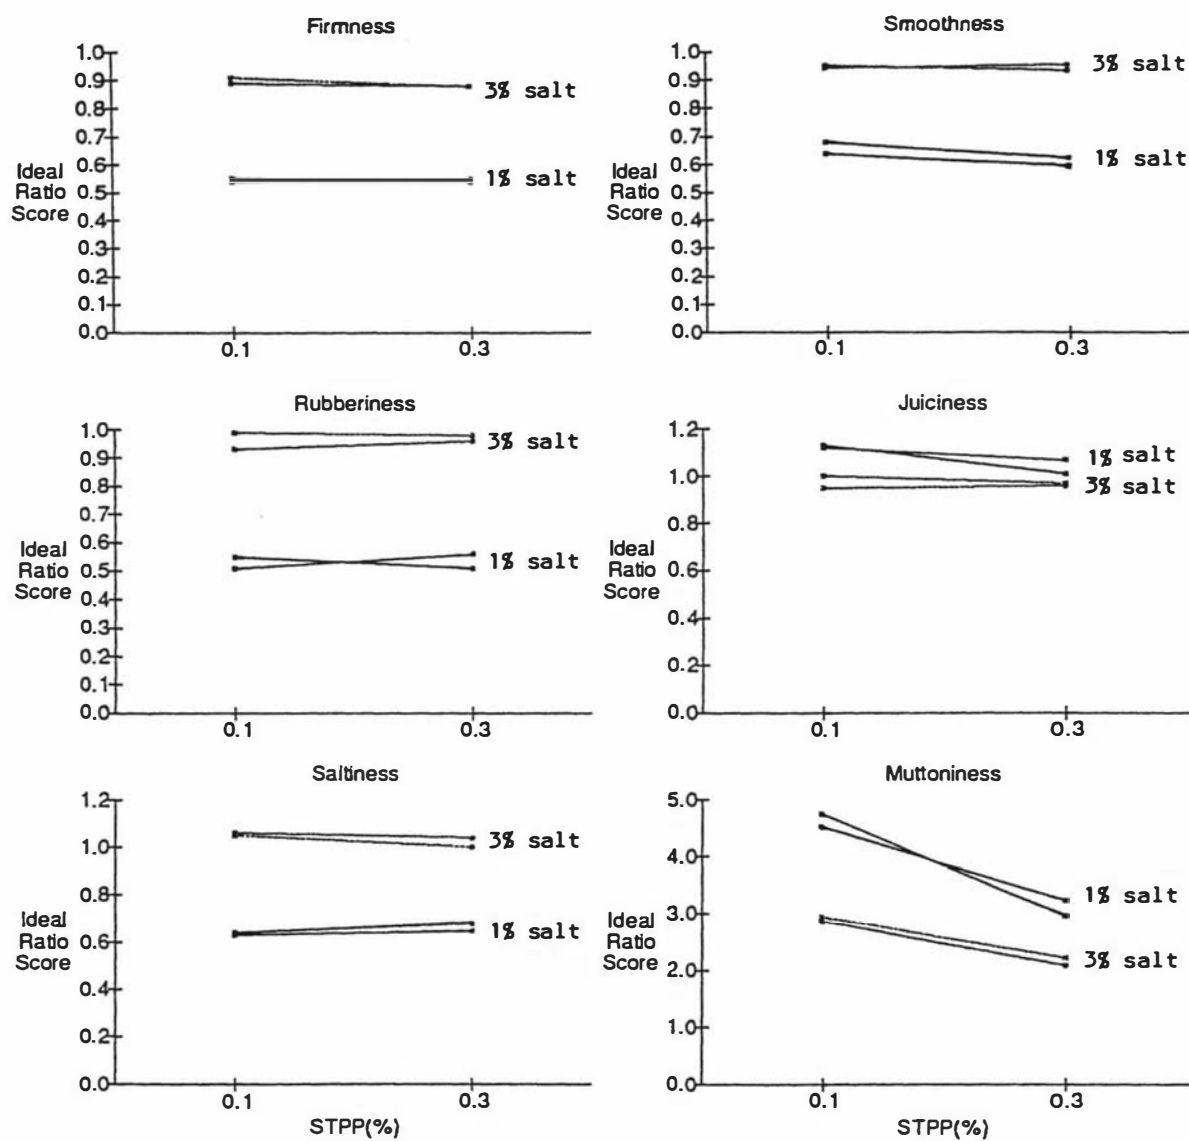 Firmness
1.0
0.9
0.8
0.7
0.6
0.5
0.4
0.3
0.2
0.1
0.0
Ideal
Ratio
Score
3% salt
1% salt
0.1
0.3
Smoothness
1.0
0.9
0.8
0.7
0.6
0.5
0.4
0.3
0.2
0.1
0.0
Ideal
Ratio
Score
3% salt
1% salt
0.1
0.3
Rubberiness
1.0
0.9
0.8
0.7
0.6
0.5
0.4
0.3
0.2
0.1
0.0
Ideal
Ratio
Score
3% salt
1% salt
0.1
0.3
Juiciness
1.2
1.0
0.8
0.6
0.4
0.2
0.0
Ideal
Ratio
Score
1% salt
3% salt
0.1
0.3
Saltiness
1.2
1.0
0.8
0.6
0.4
0.2
0.0
Ideal
Ratio
Score
3% salt
1% salt
0.1
0.3
STPP(%)
Muttoniness
5.0
4.0
3.0
2.0
1.0
0.0
Ideal
Ratio
Score
1% salt
3% salt
0.1
0.3
STPP(%)